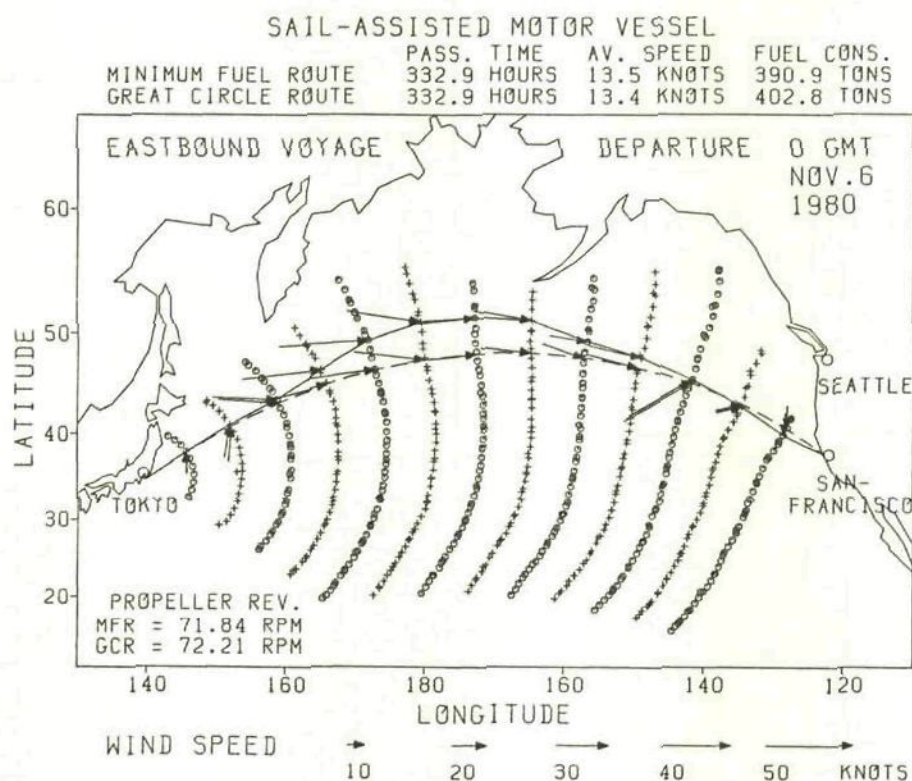 SAIL-ASSISTED MOTOR VESSEL
PASS. TIME AV. SPEED FUEL CONS.
MINIMUM FUEL ROUTE 332.9 HOURS 13.5 KNOTS 390.9 TONS
GREAT CIRCLE ROUTE 332.9 HOURS 13.4 KNOTS 402.8 TONS
EASTBOUND VOYAGE DEPARTURE 0 GMT
NOV.6
1980
60
50
40
30
20
LATITUDE
SEATTLE
SAN-
FRANCISCO
TOKYO
PROPELLER REV.
MFR = 71.84 RPM
GCR = 72.21 RPM
140 160 180 160 140 120
LONGITUDE
WIND SPEED
10 20 30 40 50 KNOTS